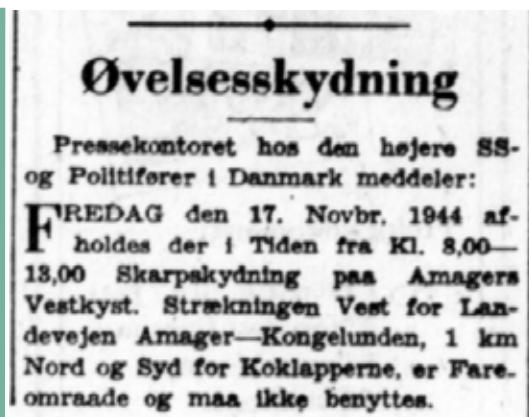 Øvelsesskydning
Pressekontoret hos den højere SS-
og Politifører i Danmark meddeler:
FREDAG den 17. Novbr. 1944 af-
holdes der i Tiden fra Kl. 8,00—
13,00 Skarpskydning paa Amagers
Vestkyst. Strækningen Vest for Lan-
devejen Amager—Kongelunden, 1 km
Nord og Syd for Koklapperne, er Fare-
omraade og maa ikke benyttes.